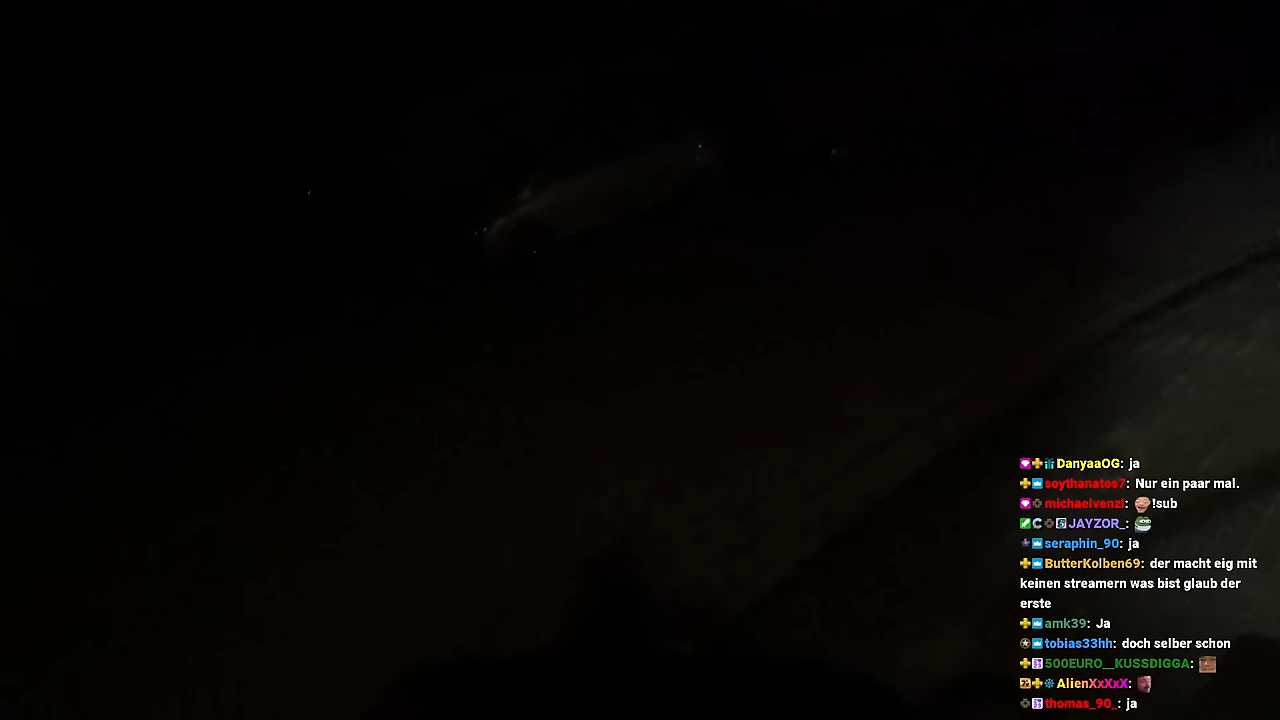 DanyaaOG: ja
soythanatos7: Nur ein paar mal.
michaelvenzi: !sub
JAYZOR_:
seraphin_90: ja
ButterKolben69: der macht eig mit
keinen streamern was bist glaub der
erste
amk39: Ja
tobias33hh: doch selber schon
500EURO__KUSSDIGGA:
AlienXxXxX:
thomas_90_: ja